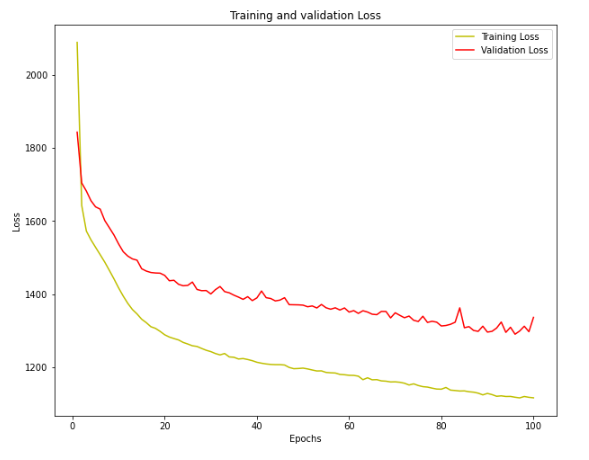 Training and validation Loss
Training Loss
Validation Loss
2000
1800
1600
1400
1200
Loss
0 20 40 60 80 100
Epochs